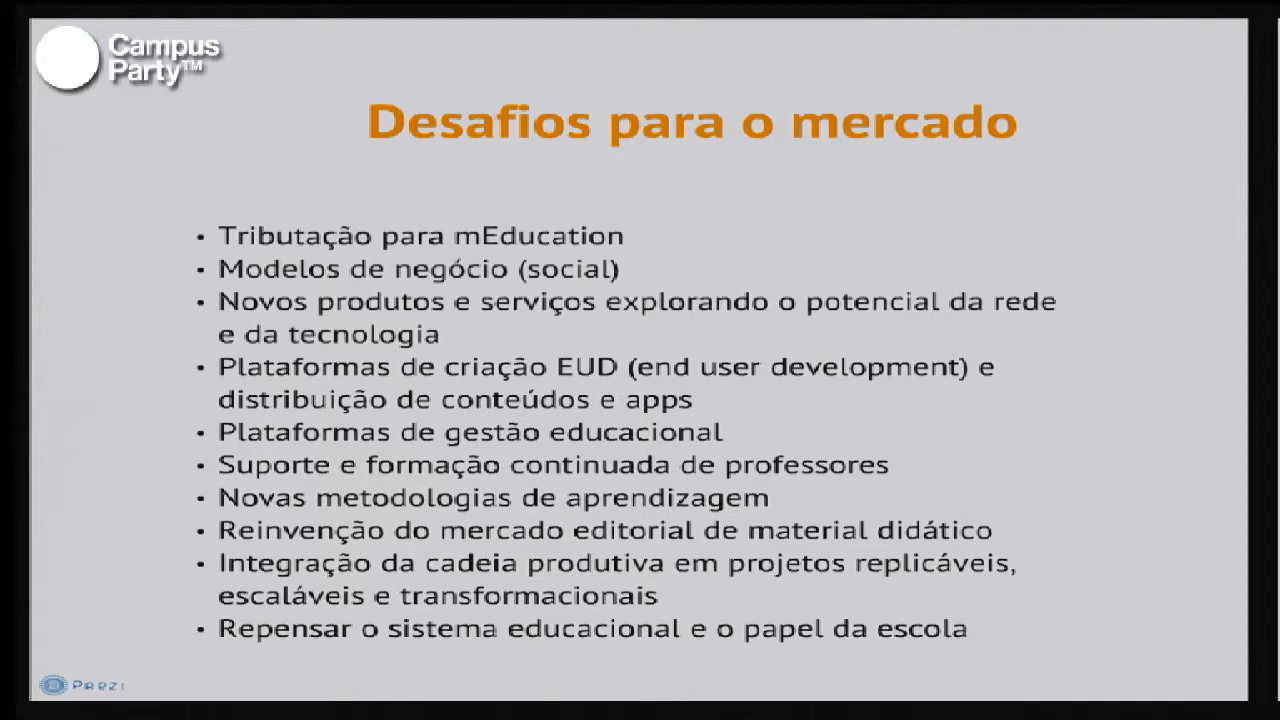 Campus
Party™
Desafios para o mercado
• Tributação para mEducation
• Modelos de negócio (social)
• Novos produtos e serviços explorando o potencial da rede
e da tecnologia
• Plataformas de criação EUD (end user development) e
distribuição de conteúdos e apps
• Plataformas de gestão educacional
• Suporte e formação continuada de professores
• Novas metodologias de aprendizagem
• Reinvenção do mercado editorial de material didático
• Integração da cadeia produtiva em projetos replicáveis,
escaláveis e transformacionais
• Repensar o sistema educacional e o papel da escola
Prezi